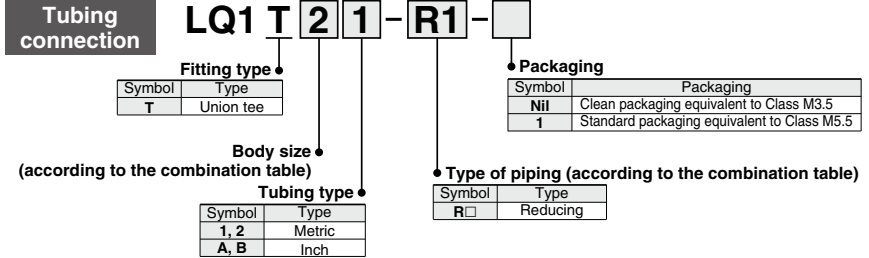 Tubing
connection
LQ1 T 2 1 - R1 - □
Fitting type
Symbol Type
T Union tee
Packaging
Symbol Packaging
Nil Clean packaging equivalent to Class M3.5
1 Standard packaging equivalent to Class M5.5
Body size
(according to the combination table)
Type of piping (according to the combination table)
Symbol Type
R□ Reducing
Tubing type
Symbol Type
1, 2 Metric
A, B Inch